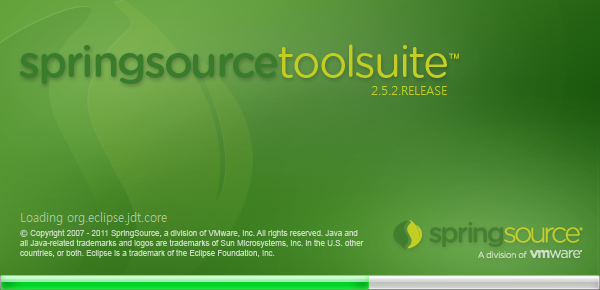 springsourcetoolsuite™
2.5.2.RELEASE
Loading org.eclipse.jdt.core
© Copyright 2007 - 2011 SpringSource, a division of VMware, Inc. All rights reserved. Java and
all Java-related trademarks and logos are trademarks of Sun Microsystems, Inc. in the U.S. other
countries, or both. Eclipse is a trademark of the Eclipse Foundation, Inc.
springsource
A division of vmware®